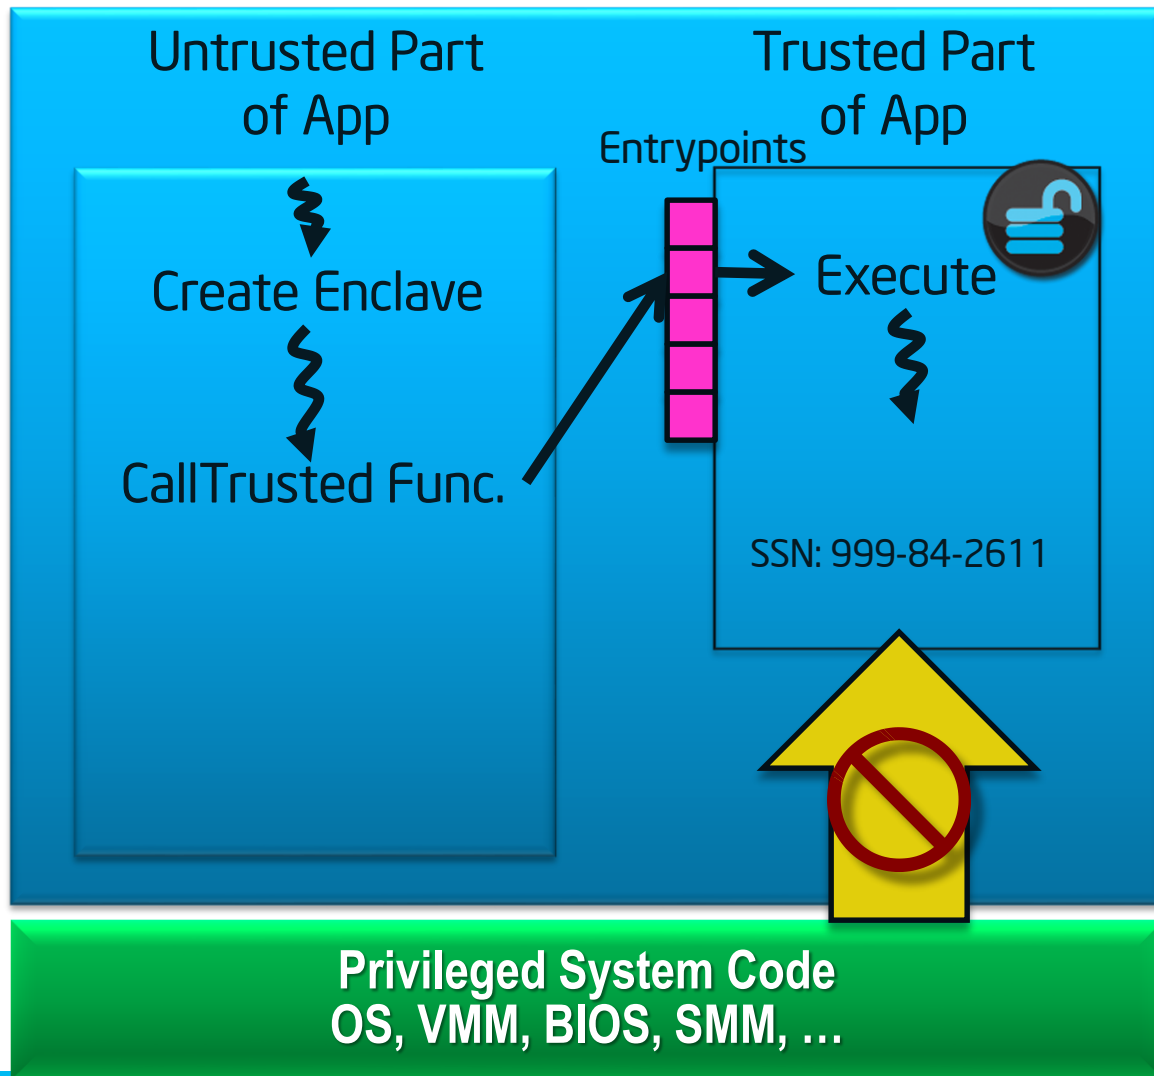 Untrusted Part
of App
Trusted Part
of App
Entrypoints
Create Enclave
Execute
CallTrusted Func.
SSN: 999-84-2611
Privileged System Code
OS, VMM, BIOS, SMM, …